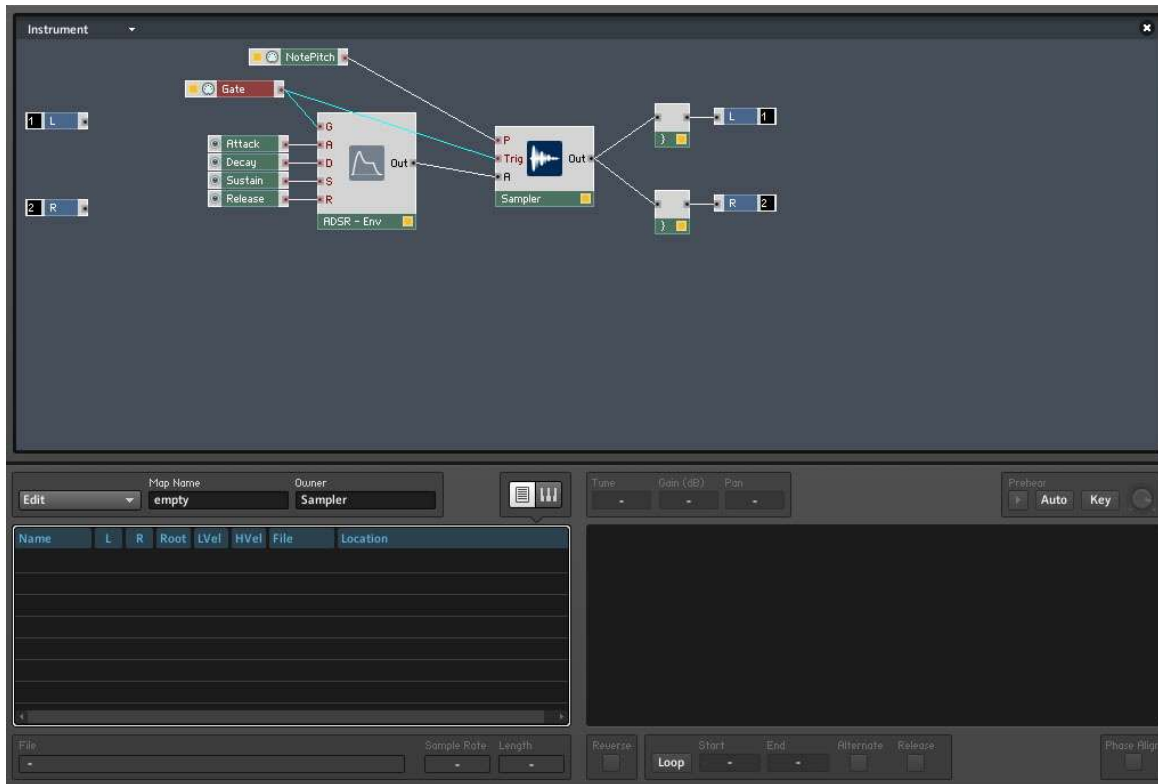 Instrument
NotePitch
Gate
1 L
L 1
G
Attack A
Decay D
Sustain S
Release R
Out
ADSR - Env
P
Trig
A
Out
Sampler
}
2 R
R 2
}
Map Name Owner
Edit empty Sampler
Tune Gain (dB) Pan
- - -
Prehear
Auto Key
Name L R Root LVel HVel File Location
File Sample Rate Length
- - -
Reverse Start End Alternate Release Phase Align
Loop - -